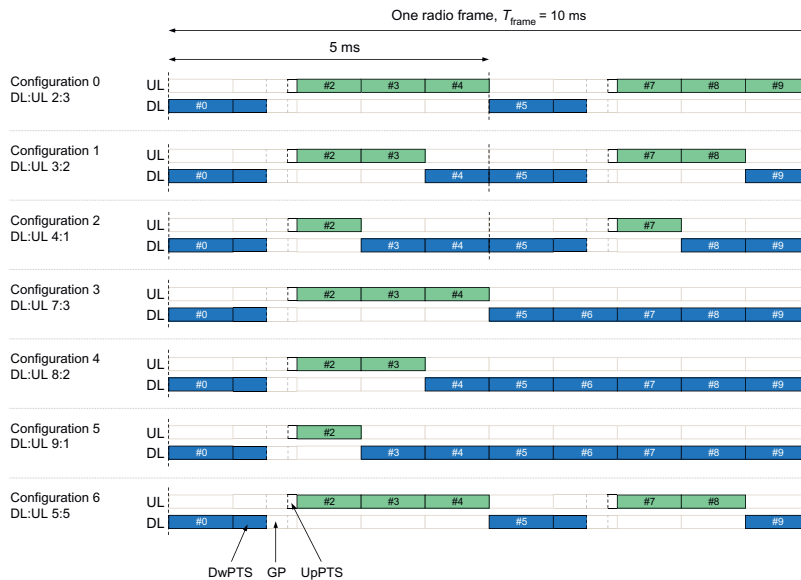 One radio frame, Tframe = 10 ms
5 ms
Configuration 0
DL:UL 2:3
UL #2 #3 #4 #7 #8 #9
DL #0 #5
Configuration 1
DL:UL 3:2
UL #2 #3 #7 #8
DL #0 #4 #5 #9
Configuration 2
DL:UL 4:1
UL #2 #7
DL #0 #3 #4 #5 #8 #9
Configuration 3
DL:UL 7:3
UL #2 #3 #4
DL #0 #5 #6 #7 #8 #9
Configuration 4
DL:UL 8:2
UL #2 #3
DL #0 #4 #5 #6 #7 #8 #9
Configuration 5
DL:UL 9:1
UL #2
DL #0 #3 #4 #5 #6 #7 #8 #9
Configuration 6
DL:UL 5:5
UL #2 #3 #4 #7 #8
DL #0 #5 #9
DwPTS GP UpPTS